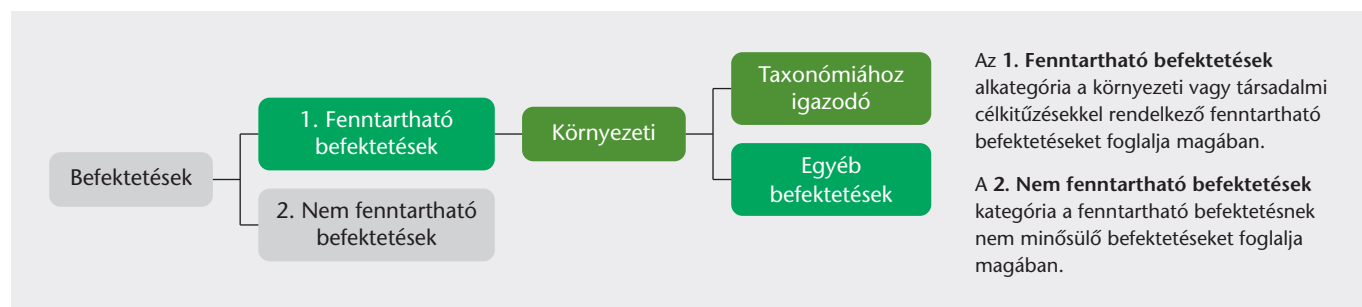 Befektetések
1. Fenntartható
befektetések
2. Nem fenntartható
befektetések
Környezeti
Taxonómiához
igazodó
Egyéb
befektetések
Az 1. Fenntartható befektetések
alkategória a környezeti vagy társadalmi
célkitűzésekkel rendelkező fenntartható
befektetéseket foglalja magában.
A 2. Nem fenntartható befektetések
kategória a fenntartható befektetésnek
nem minősülő befektetéseket foglalja
magában.